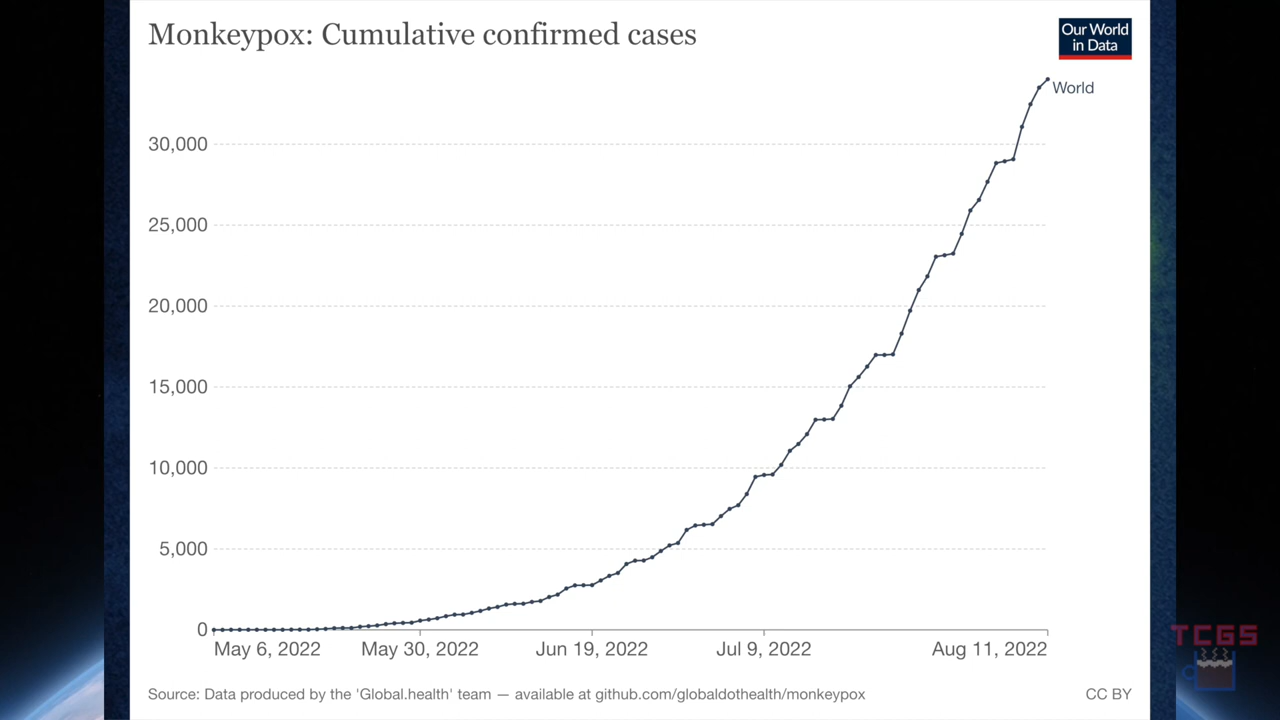 Monkeypox: Cumulative confirmed cases
Our World
in Data
World
30,000
25,000
20,000
15,000
10,000
5,000
0
May 6, 2022
May 30, 2022
Jun 19, 2022
Jul 9, 2022
Aug 11, 2022
Source: Data produced by the 'Global.health' team — available at github.com/globaldothealth/monkeypox
CC BY
TCGS